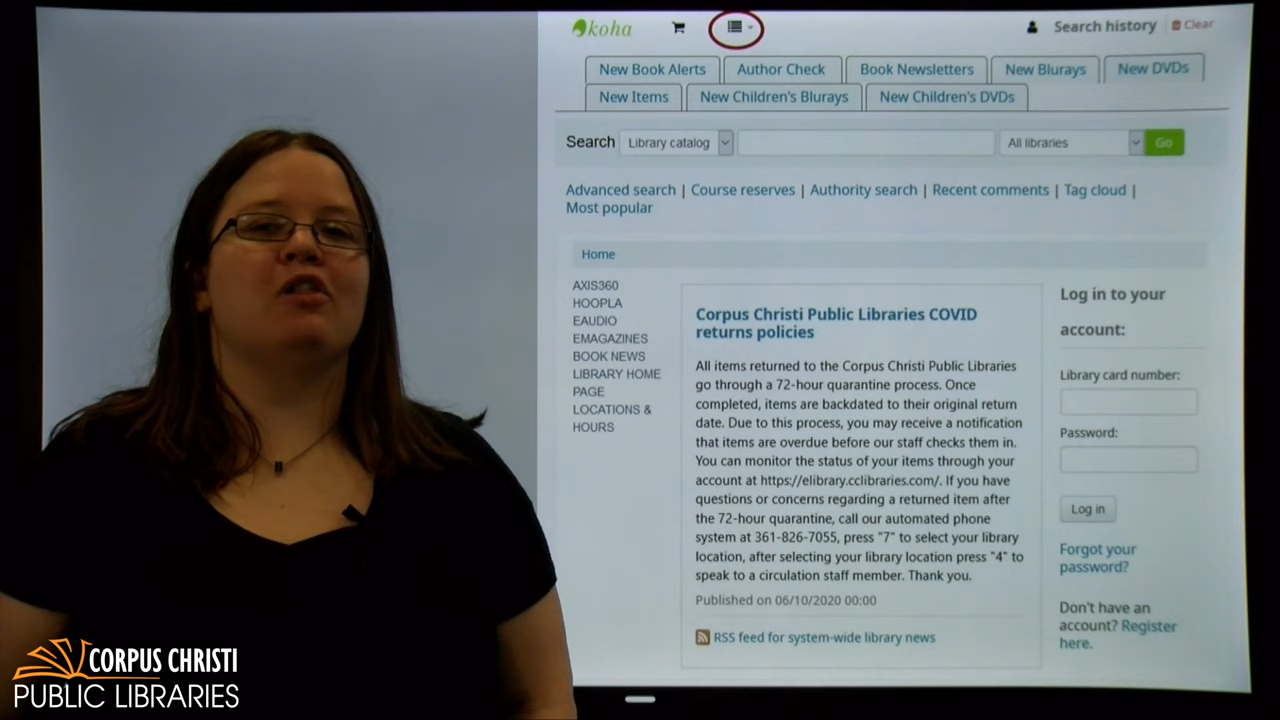 koha
Search history
Clear
New Book Alerts
Author Check
Book Newsletters
New Blurays
New DVDs
New Items
New Children's Blurays
New Children's DVDs
Search
Library catalog
All libraries
Go
Advanced search | Course reserves | Authority search | Recent comments | Tag cloud |
Most popular
Home
AXIS360
HOOPLA
EAUDIO
EMAGAZINES
BOOK NEWS
LIBRARY HOME
PAGE
LOCATIONS &
HOURS
Corpus Christi Public Libraries COVID
returns policies
All items returned to the Corpus Christi Public Libraries
go through a 72-hour quarantine process. Once
completed, items are backdated to their original return
date. Due to this process, you may receive a notification
that items are overdue before our staff checks them in.
You can monitor the status of your items through your
account at https://elibrary.cclibraries.com/. If you have
questions or concerns regarding a returned item after
the 72-hour quarantine, call our automated phone
system at 361-826-7055, press "7" to select your library
location, after selecting your library location press "4" to
speak to a circulation staff member. Thank you.
Published on 06/10/2020 00:00
RSS feed for system-wide library news
Log in to your
account:
Library card number:
Password:
Log in
Forgot your
password?
Don't have an
account? Register
here.
CORPUS CHRISTI
PUBLIC LIBRARIES